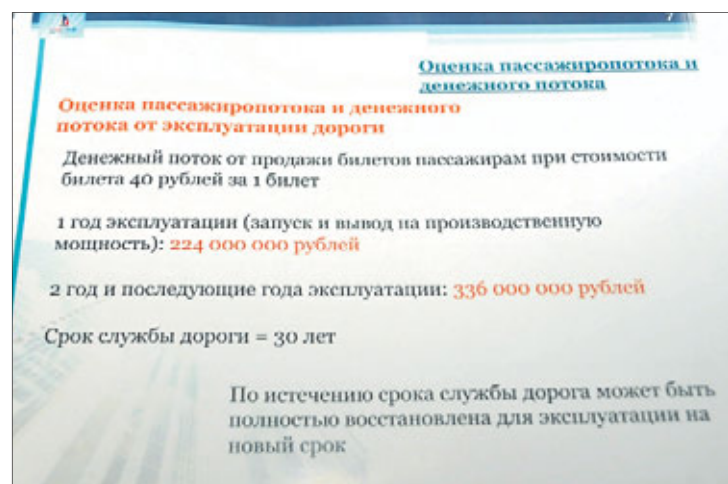 7
Оценка пассажиропотока и
денежного потока
Оценка пассажиропотока и денежного
потока от эксплуатации дороги
Денежный поток от продажи билетов пассажирам при стоимости
билета 40 рублей за 1 билет
1 год эксплуатации (запуск и вывод на производственную
мощность): 224 000 000 рублей
2 год и последующие года эксплуатации: 336 000 000 рублей
Срок службы дороги = 30 лет
По истечению срока службы дорога может быть
полностью восстановлена для эксплуатации на
новый срок